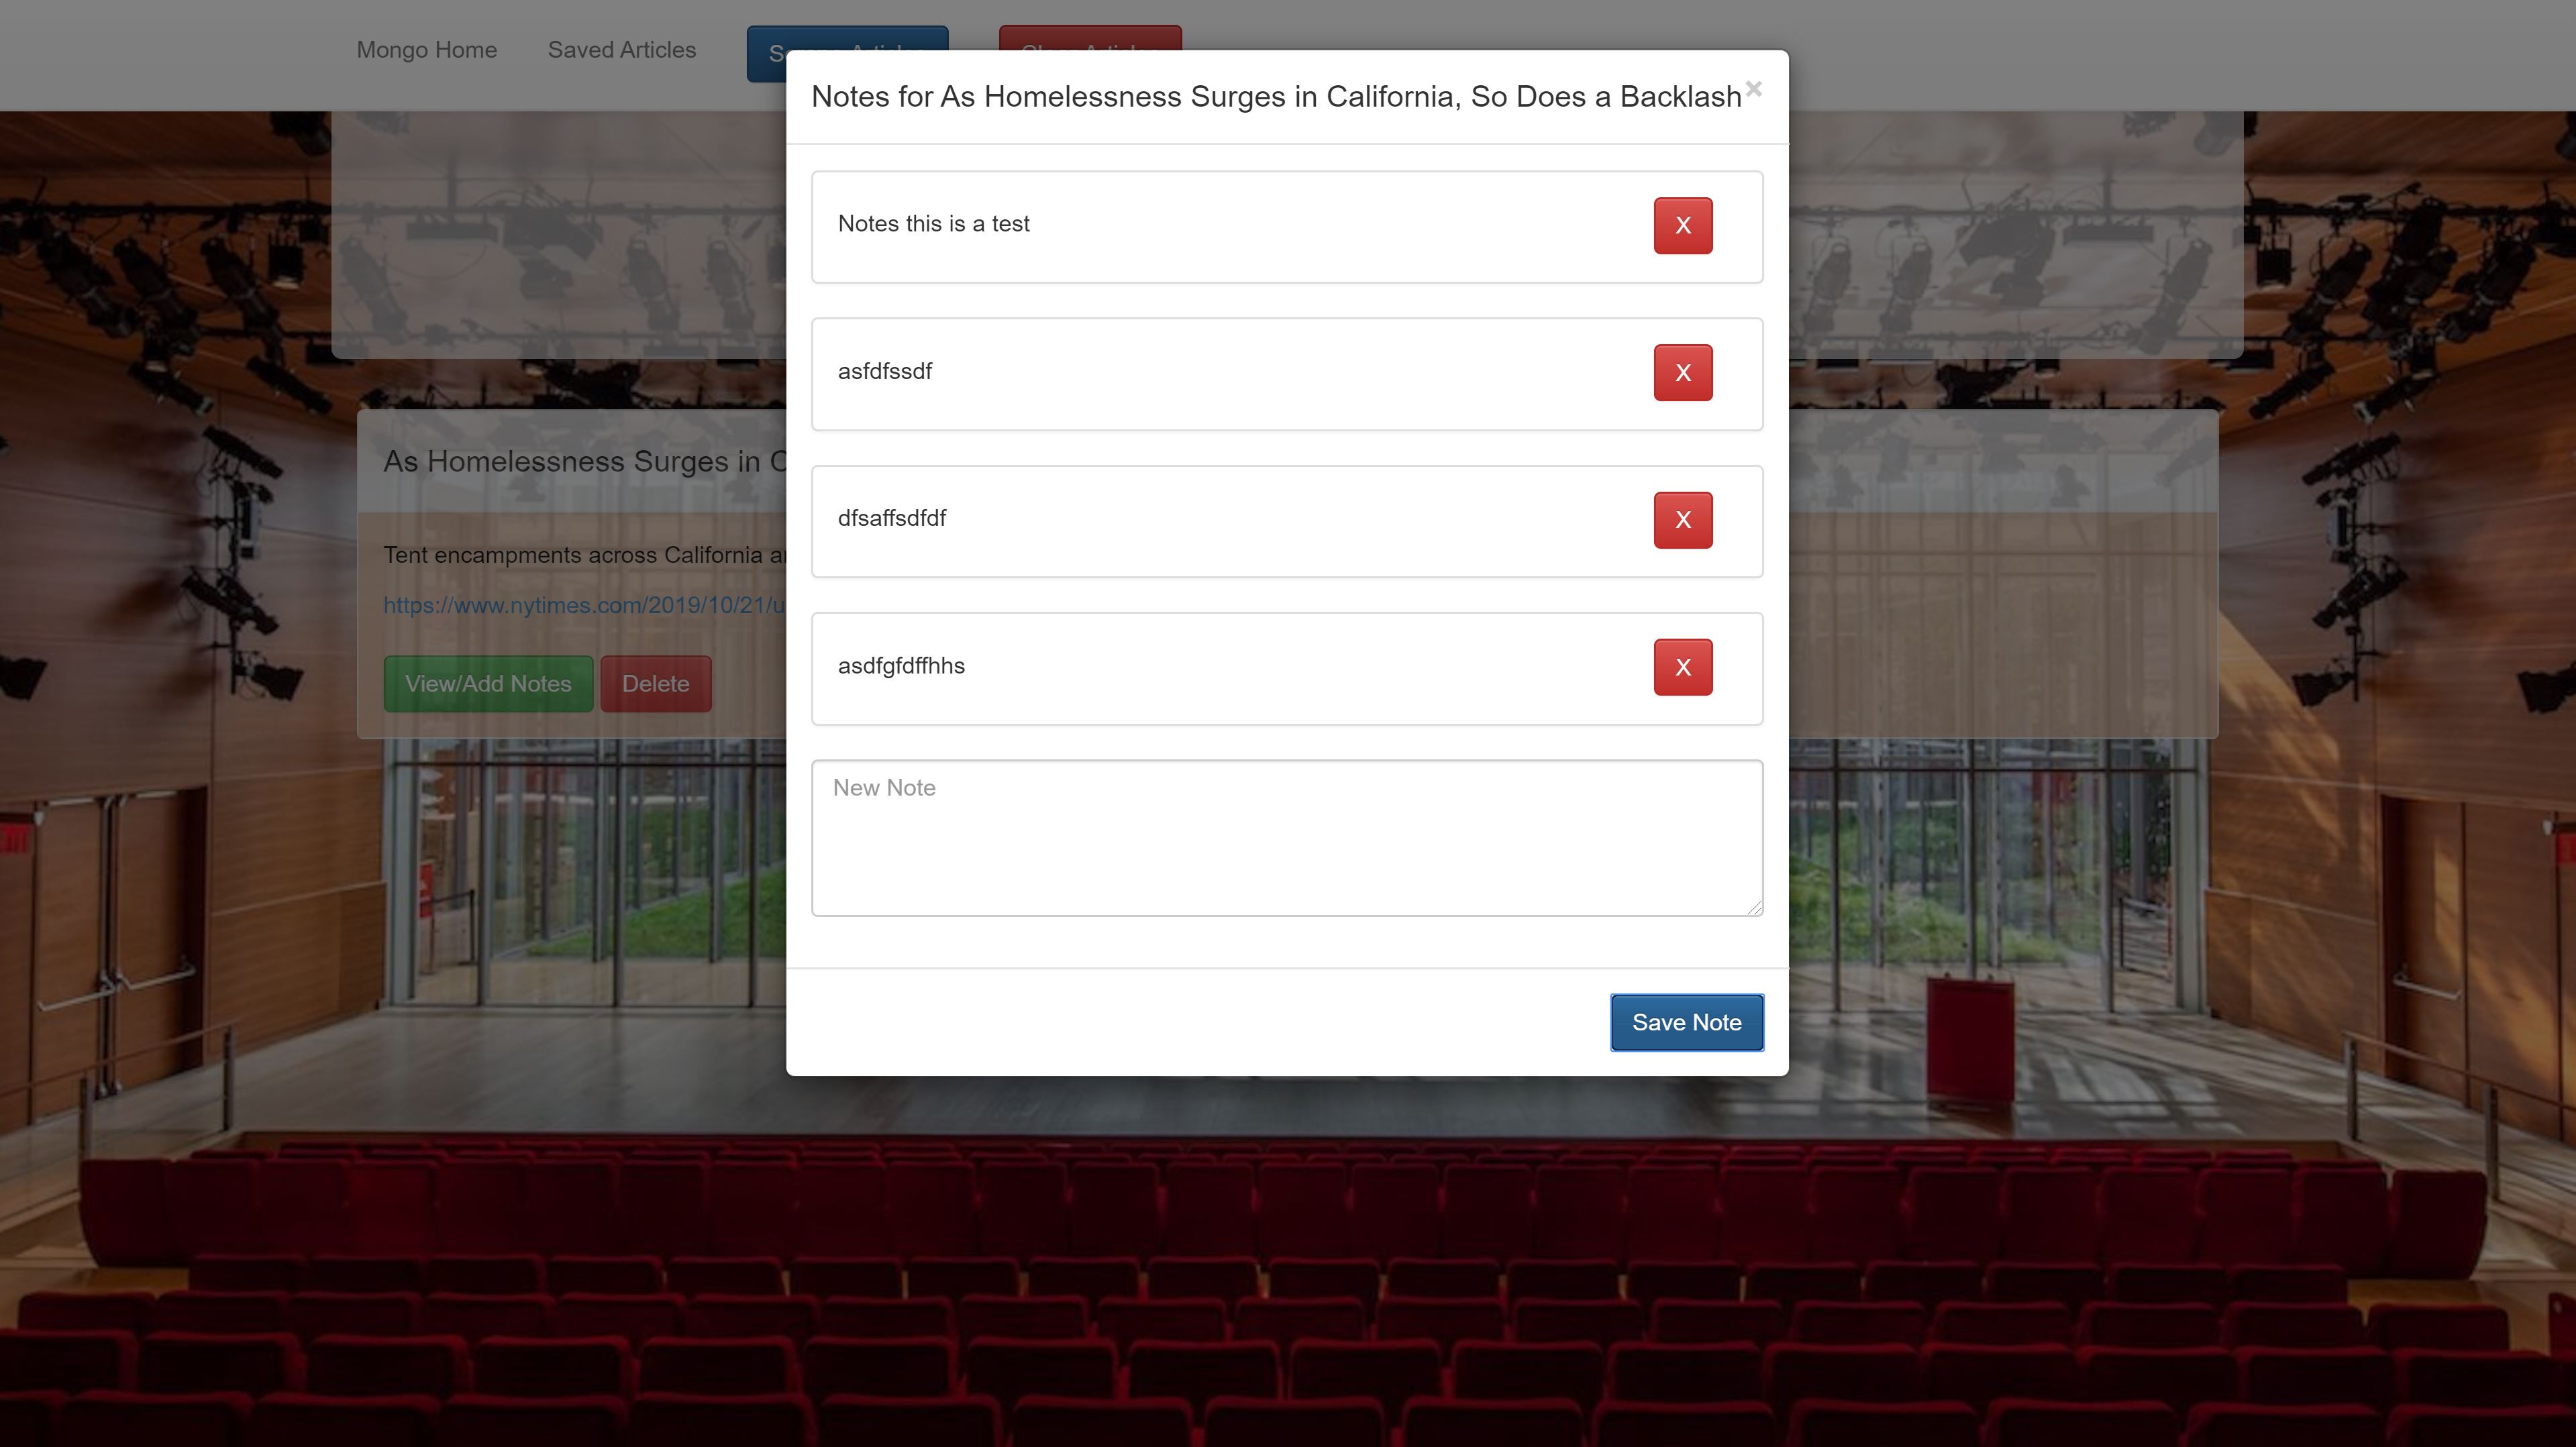 Mongo Home
Saved Articles
Notes for As Homelessness Surges in California, So Does a Backlash
×
Notes this is a test
X
asfdfssdf
X
As Homelessness Surges in C
dfsaffsdfdf
X
Tent encampments across California
https://www.nytimes.com/2019/10/21/u
asdfgfdffhhs
X
View/Add Notes
Delete
New Note
Save Note